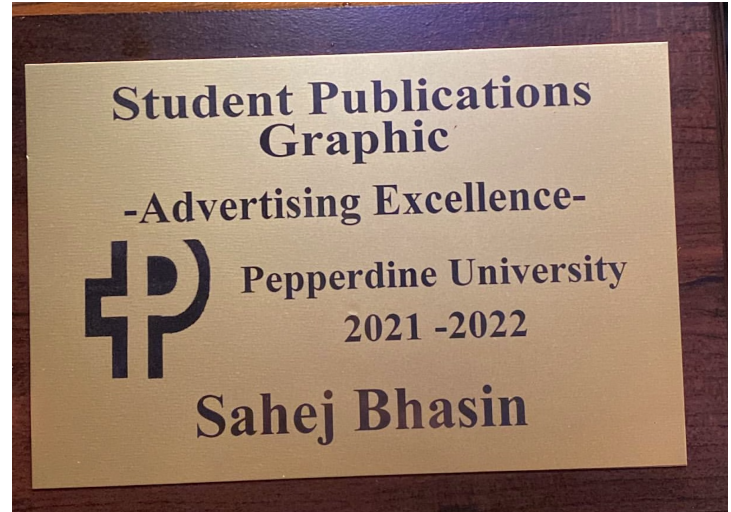 Student Publications
Graphic
-Advertising Excellence-
Pepperdine University
2021 -2022
Sahej Bhasin